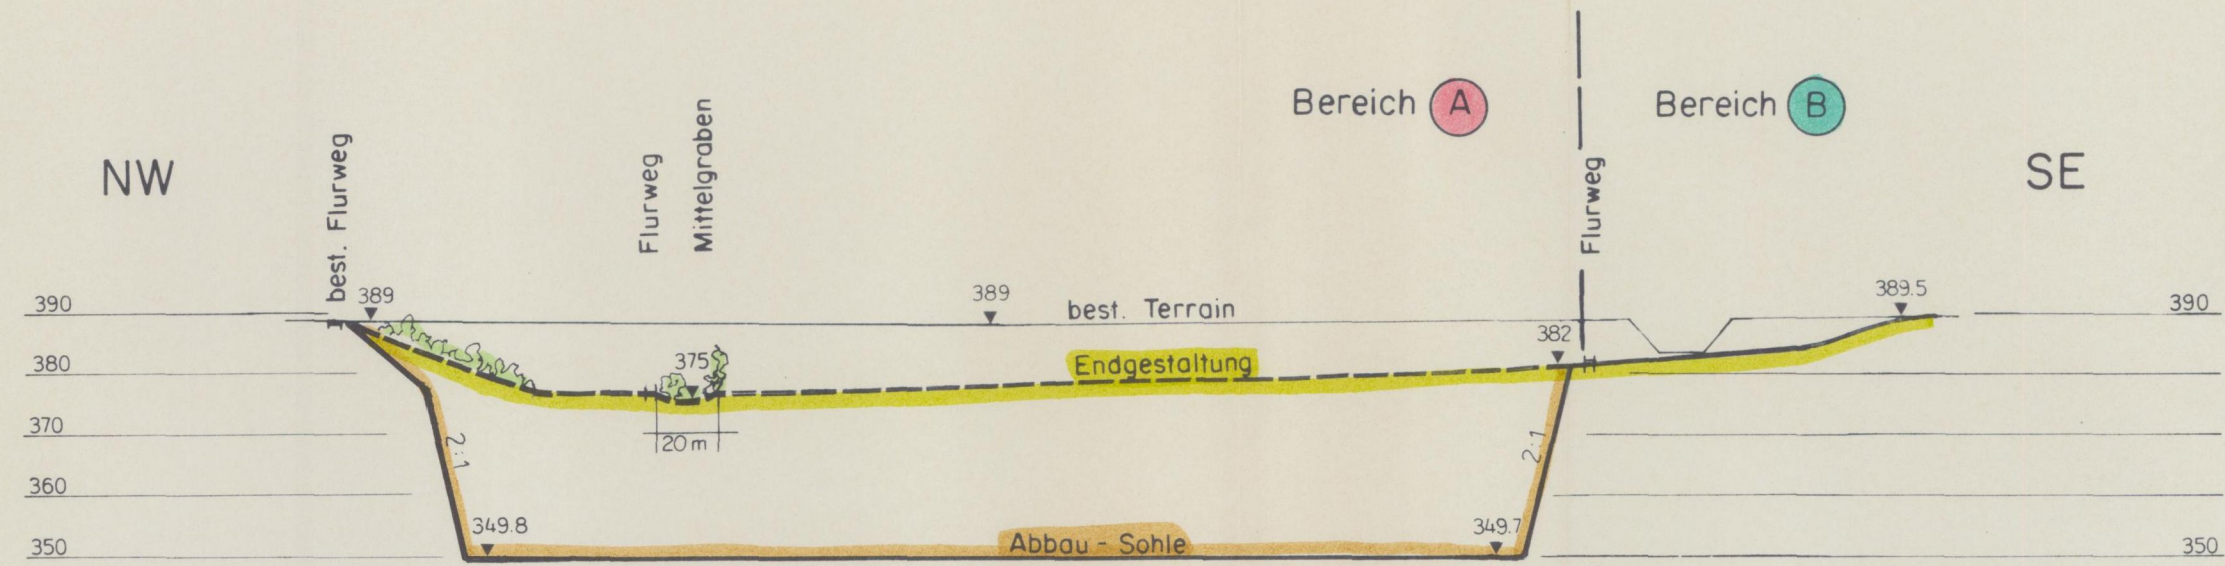 Bereich A
Bereich B
NW
SE
best. Flurweg
Flurweg
Mittelgraben
Flurweg
390
389
389
best. Terrain
389.5
390
382
380
375
Endgestaltung
370
20 m
2:1
2:1
360
349.8
349.7
350
Abbau - Sohle
350